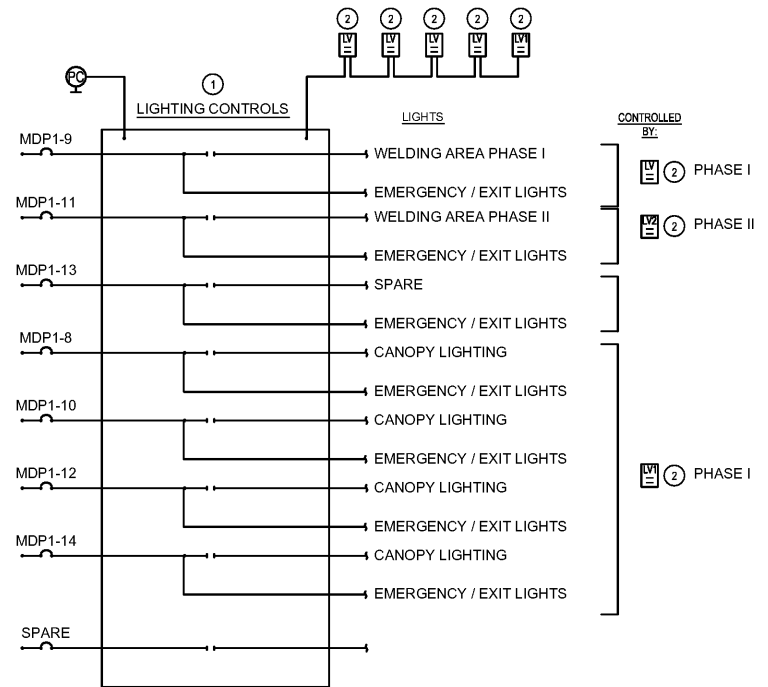 2 2 2 2 2
LV LV LV LV LV1
PC
1
LIGHTING CONTROLS
LIGHTS
CONTROLLED
BY:
MDP1-9
WELDING AREA PHASE I
LV 2 PHASE I
EMERGENCY / EXIT LIGHTS
MDP1-11
WELDING AREA PHASE II
LV2 2 PHASE II
EMERGENCY / EXIT LIGHTS
MDP1-13
SPARE
EMERGENCY / EXIT LIGHTS
MDP1-8
CANOPY LIGHTING
EMERGENCY / EXIT LIGHTS
MDP1-10
CANOPY LIGHTING
EMERGENCY / EXIT LIGHTS
LV1 2 PHASE I
MDP1-12
CANOPY LIGHTING
EMERGENCY / EXIT LIGHTS
MDP1-14
CANOPY LIGHTING
EMERGENCY / EXIT LIGHTS
SPARE